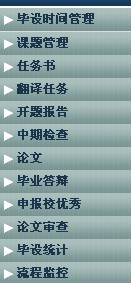 毕设时间管理
课题管理
任务书
翻译任务
开题报告
中期检查
论文
毕业答辩
申报校优秀
论文审查
毕设统计
流程监控